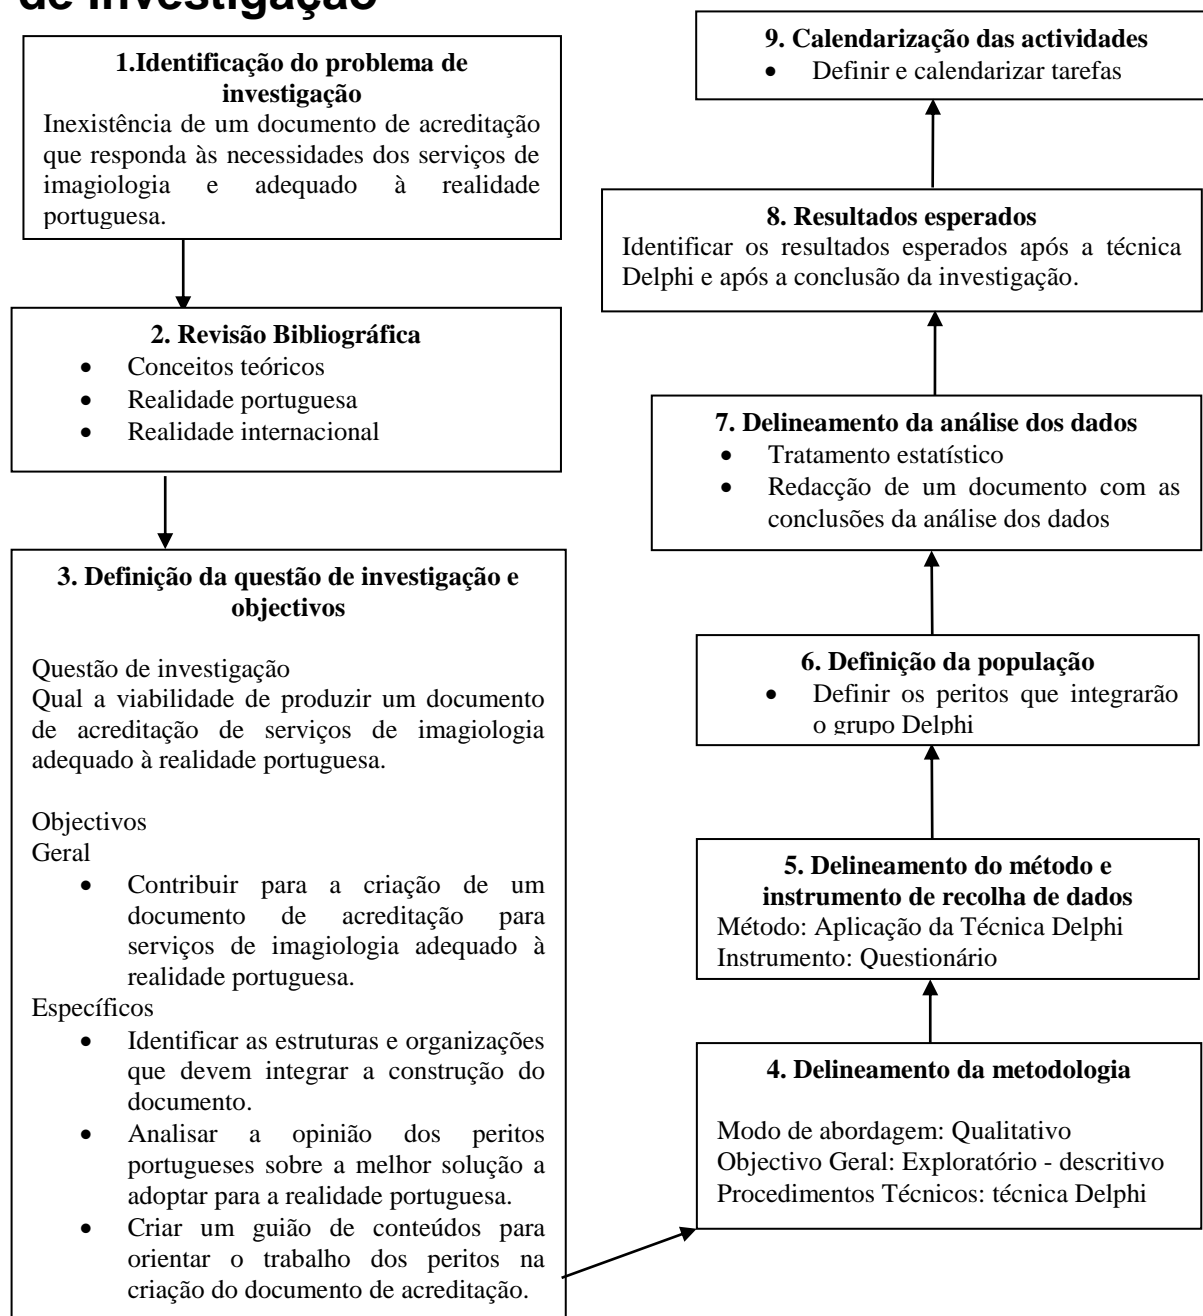 de investigação
1.Identificação do problema de
investigação
Inexistência de um documento de acreditação
que responda às necessidades dos serviços de
imagiologia e adequado à realidade
portuguesa.
2. Revisão Bibliográfica
• Conceitos teóricos
• Realidade portuguesa
• Realidade internacional
3. Definição da questão de investigação e
objectivos
Questão de investigação
Qual a viabilidade de produzir um documento
de acreditação de serviços de imagiologia
adequado à realidade portuguesa.
Objectivos
Geral
• Contribuir para a criação de um
documento de acreditação para
serviços de imagiologia adequado à
realidade portuguesa.
Específicos
• Identificar as estruturas e organizações
que devem integrar a construção do
documento.
• Analisar a opinião dos peritos
portugueses sobre a melhor solução a
adoptar para a realidade portuguesa.
• Criar um guião de conteúdos para
orientar o trabalho dos peritos na
criação do documento de acreditação.
4. Delineamento da metodologia
Modo de abordagem: Qualitativo
Objectivo Geral: Exploratório - descritivo
Procedimentos Técnicos: técnica Delphi
5. Delineamento do método e
instrumento de recolha de dados
Método: Aplicação da Técnica Delphi
Instrumento: Questionário
6. Definição da população
• Definir os peritos que integrarão
o grupo Delphi
7. Delineamento da análise dos dados
• Tratamento estatístico
• Redacção de um documento com as
conclusões da análise dos dados
8. Resultados esperados
Identificar os resultados esperados após a técnica
Delphi e após a conclusão da investigação.
9. Calendarização das actividades
• Definir e calendarizar tarefas